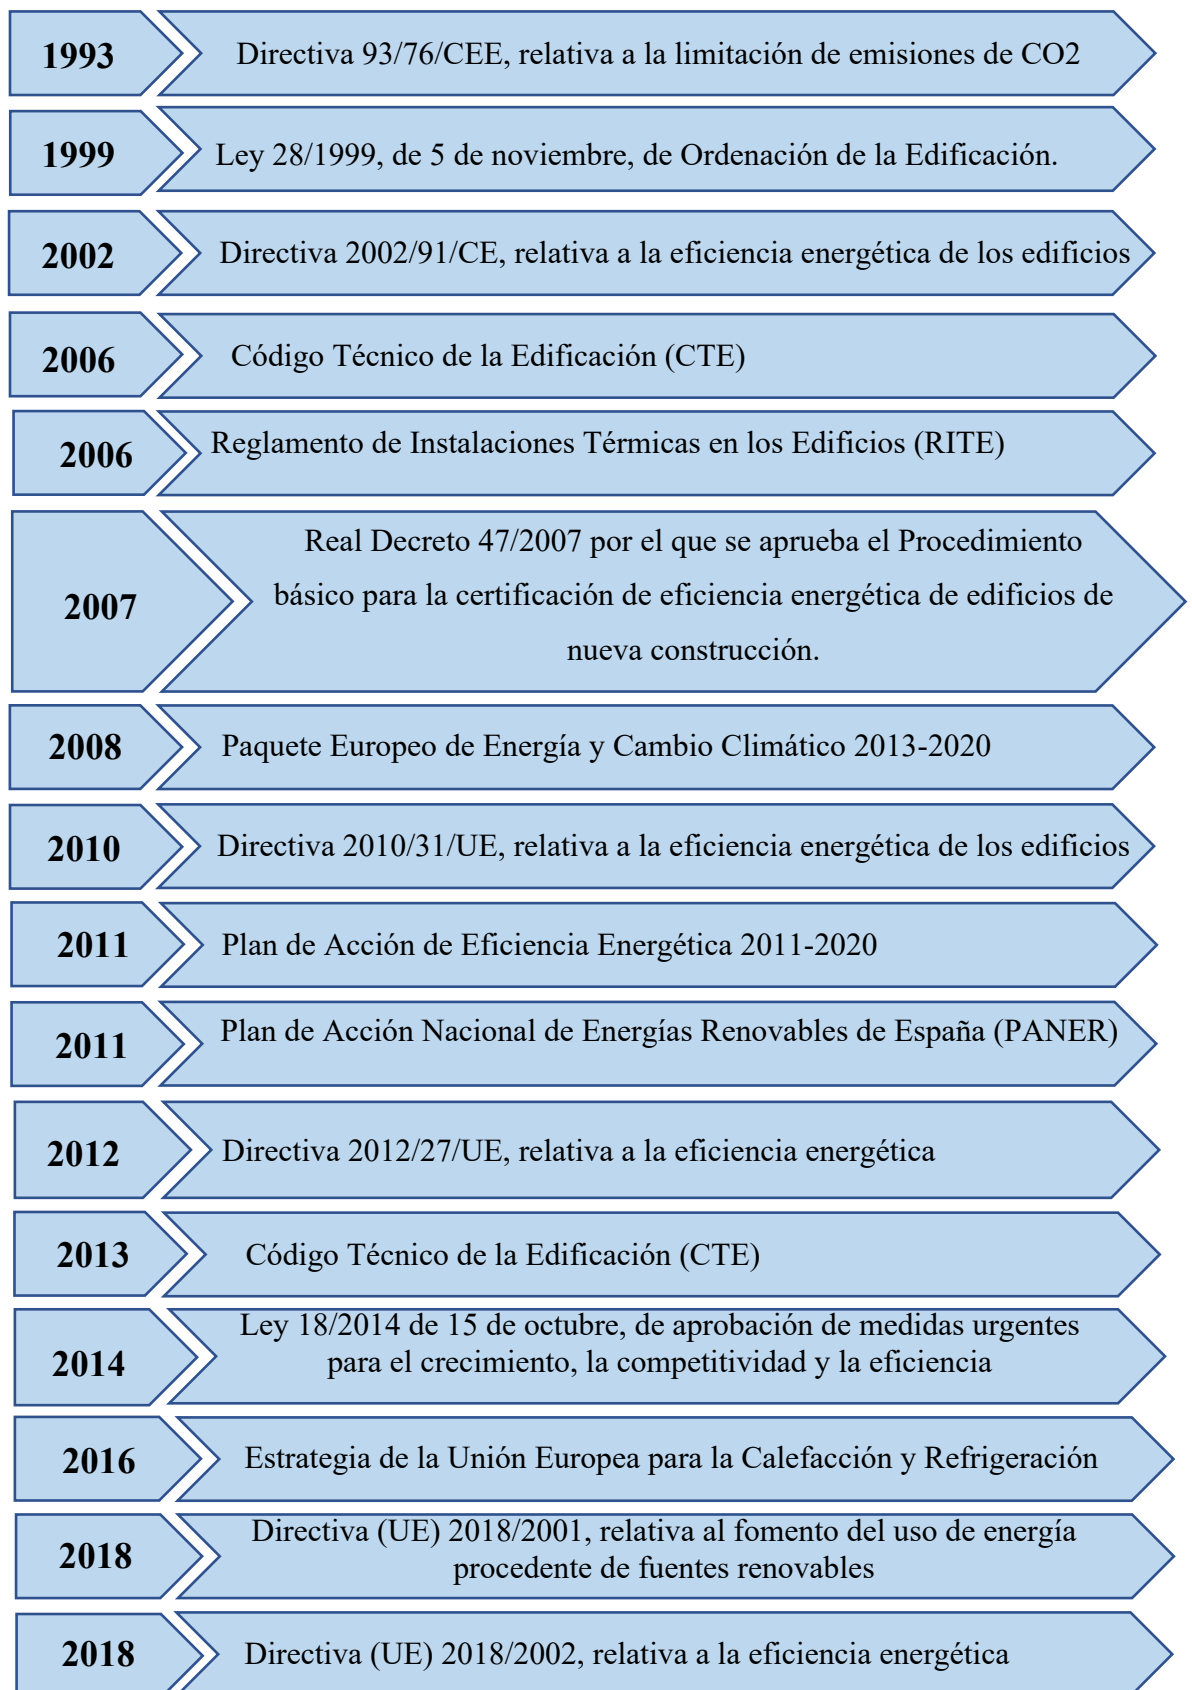 1993
Directiva 93/76/CEE, relativa a la limitación de emisiones de CO2
1999
Ley 28/1999, de 5 de noviembre, de Ordenación de la Edificación.
2002
Directiva 2002/91/CE, relativa a la eficiencia energética de los edificios
2006
Código Técnico de la Edificación (CTE)
2006
Reglamento de Instalaciones Térmicas en los Edificios (RITE)
2007
Real Decreto 47/2007 por el que se aprueba el Procedimiento
básico para la certificación de eficiencia energética de edificios de
nueva construcción.
2008
Paquete Europeo de Energía y Cambio Climático 2013-2020
2010
Directiva 2010/31/UE, relativa a la eficiencia energética de los edificios
2011
Plan de Acción de Eficiencia Energética 2011-2020
2011
Plan de Acción Nacional de Energías Renovables de España (PANER)
2012
Directiva 2012/27/UE, relativa a la eficiencia energética
2013
Código Técnico de la Edificación (CTE)
2014
Ley 18/2014 de 15 de octubre, de aprobación de medidas urgentes
para el crecimiento, la competitividad y la eficiencia
2016
Estrategia de la Unión Europea para la Calefacción y Refrigeración
2018
Directiva (UE) 2018/2001, relativa al fomento del uso de energía
procedente de fuentes renovables
2018
Directiva (UE) 2018/2002, relativa a la eficiencia energética